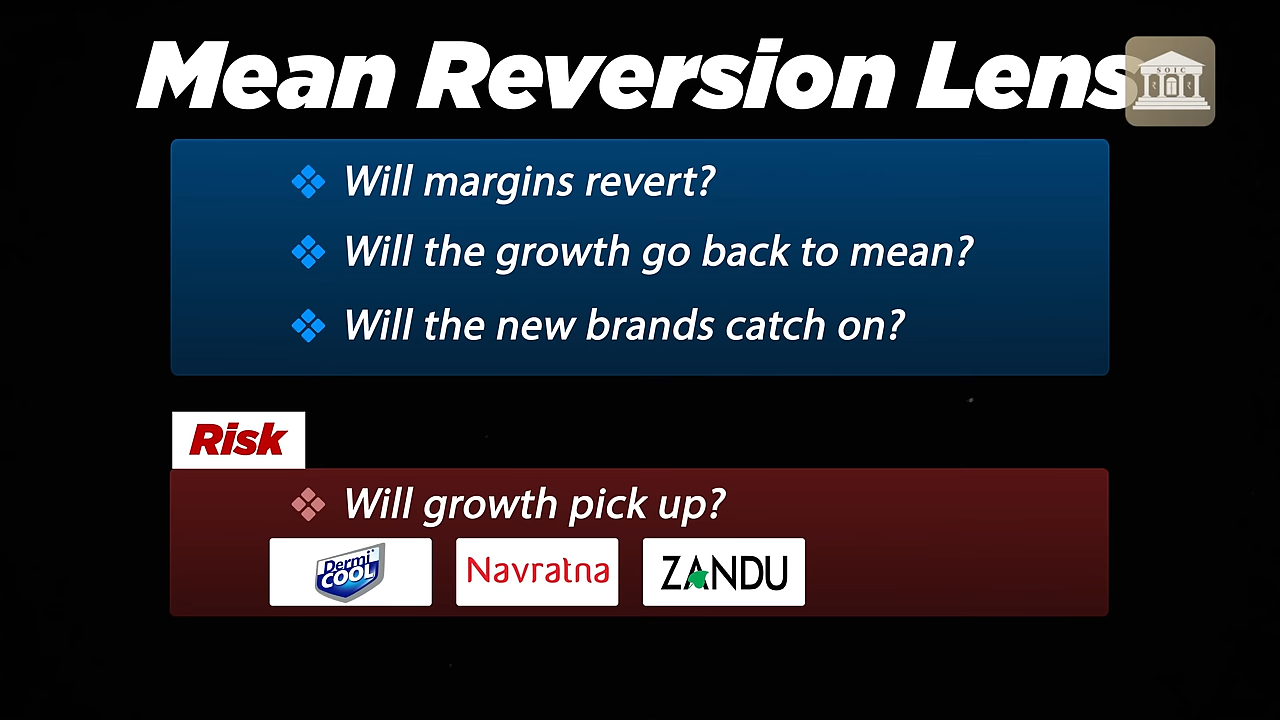 Mean Reversion Lens
SOIC
Will margins revert?
Will the growth go back to mean?
Will the new brands catch on?
Risk
Will growth pick up?
Dermi
COOL
Navratna
ZANDU